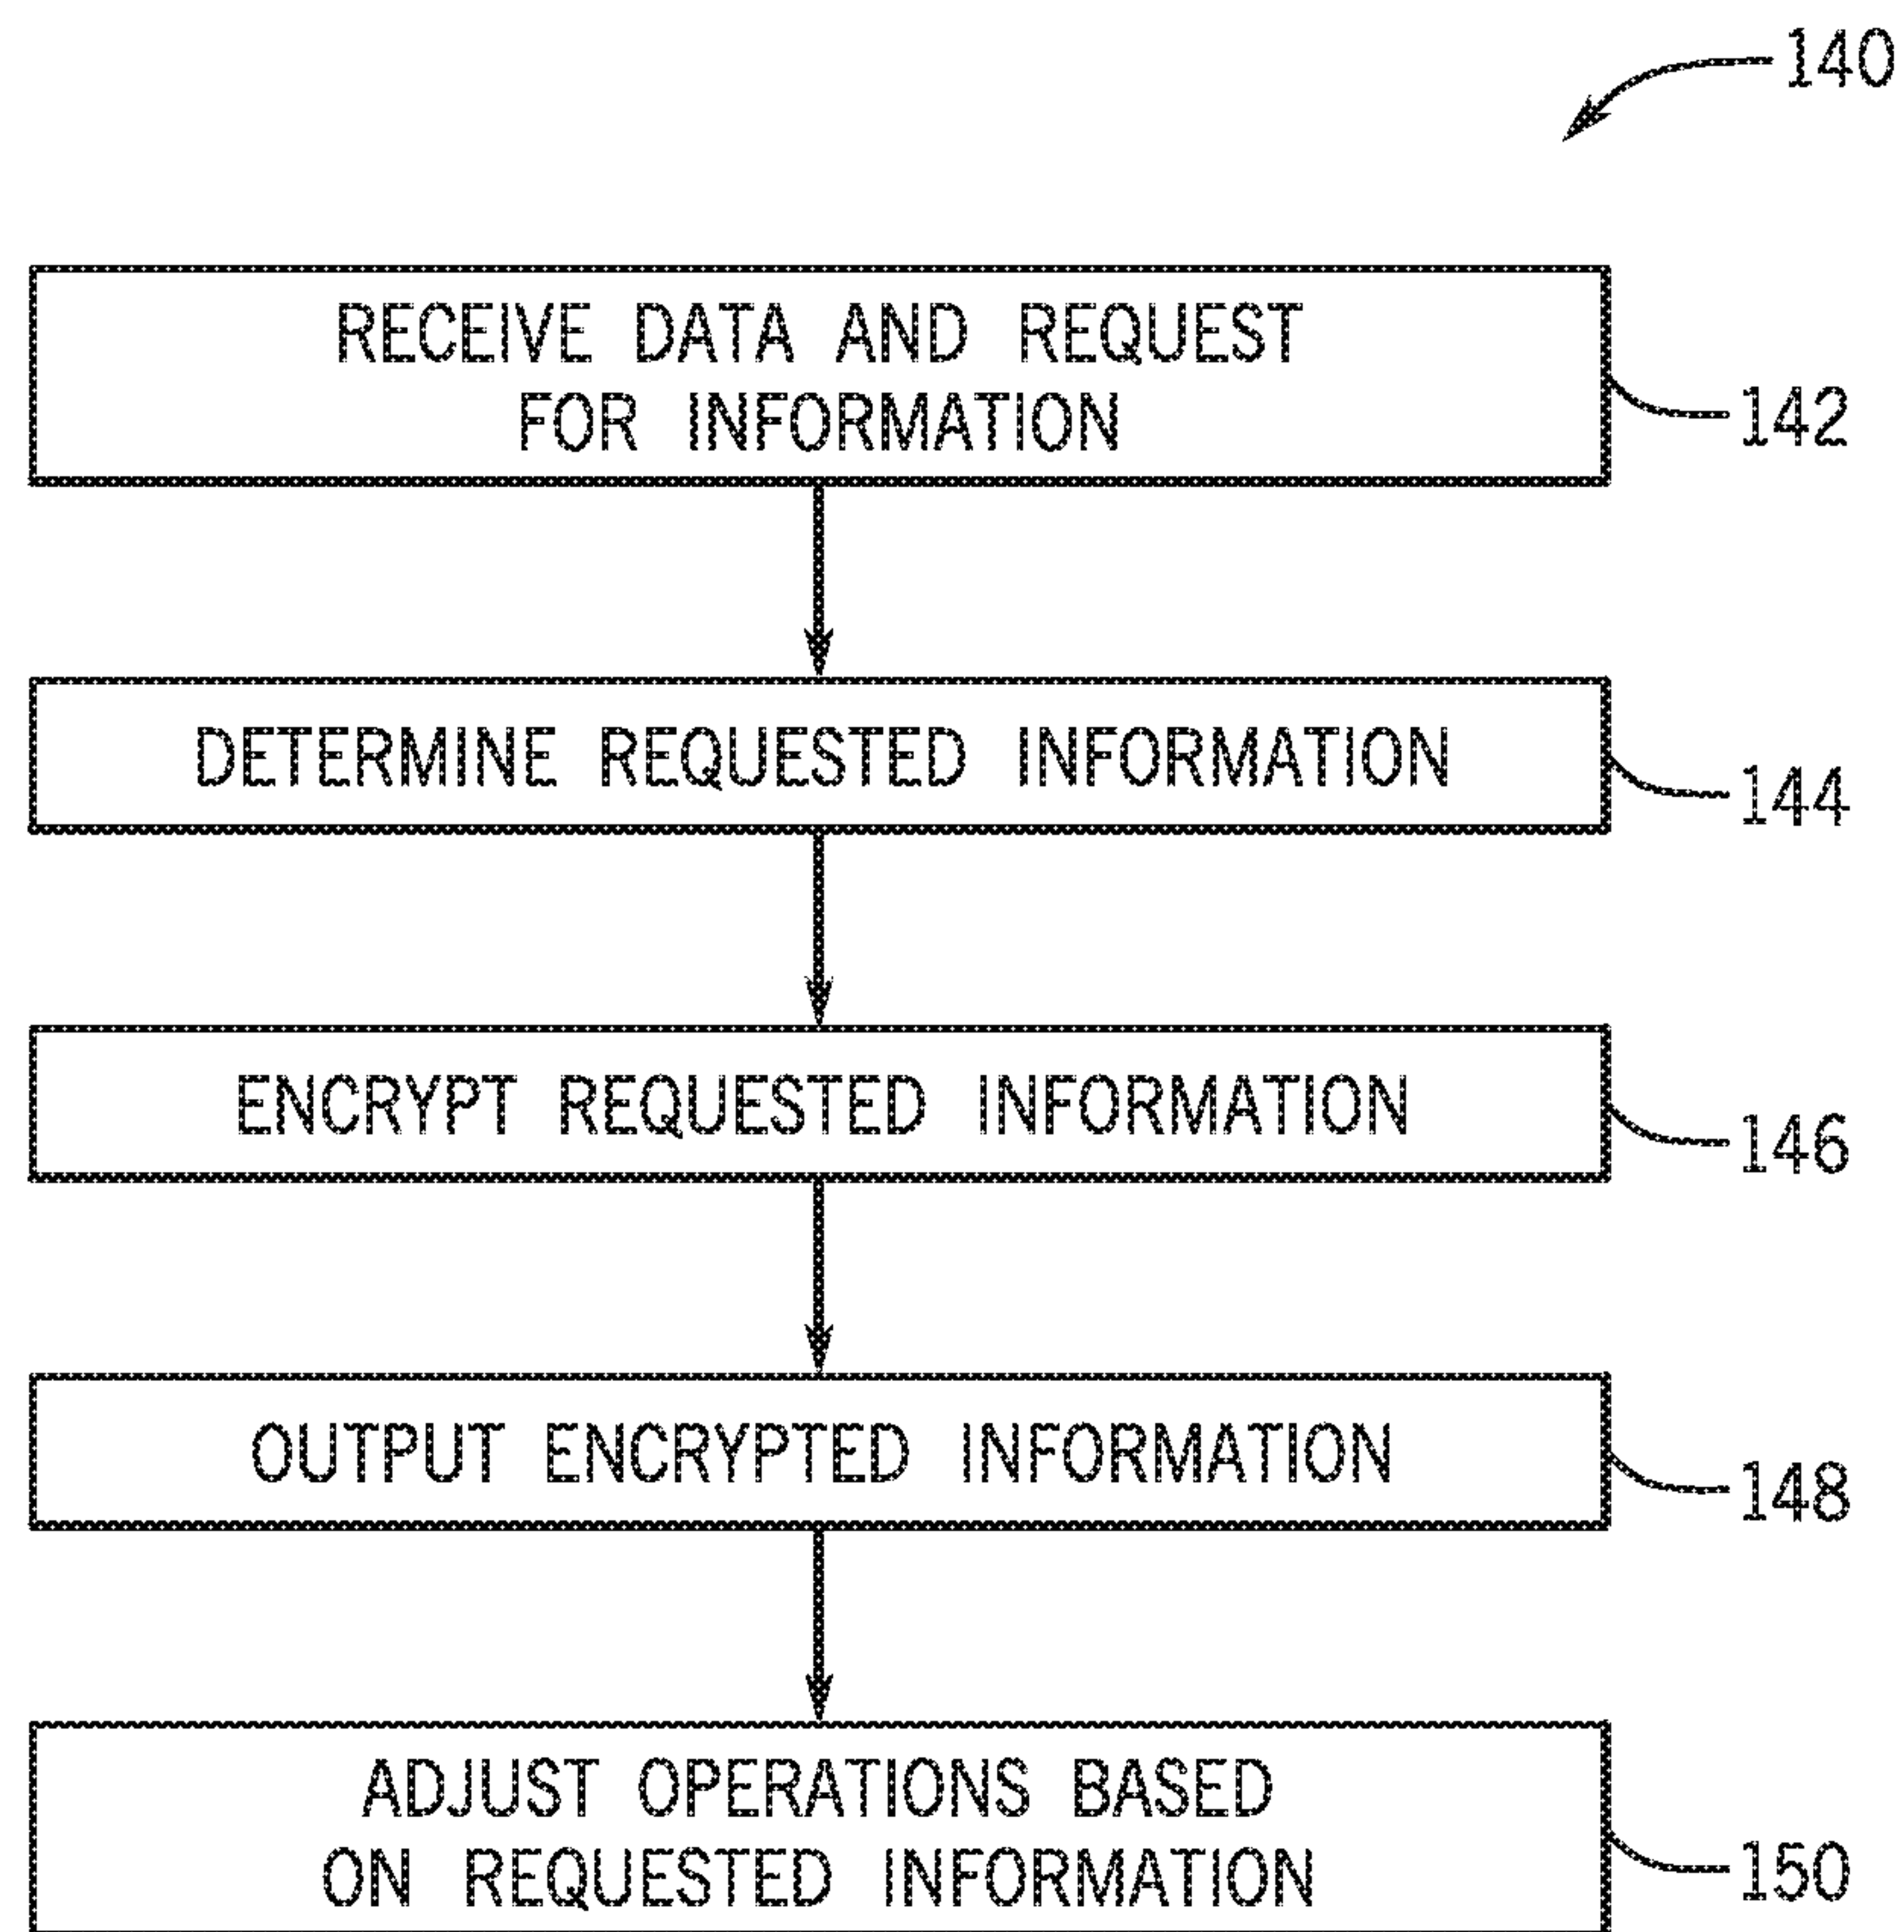 140
RECEIVE DATA AND REQUEST
FOR INFORMATION
142
DETERMINE REQUESTED INFORMATION
144
ENCRYPT REQUESTED INFORMATION
146
OUTPUT ENCRYPTED INFORMATION
148
ADJUST OPERATIONS BASED
ON REQUESTED INFORMATION
150